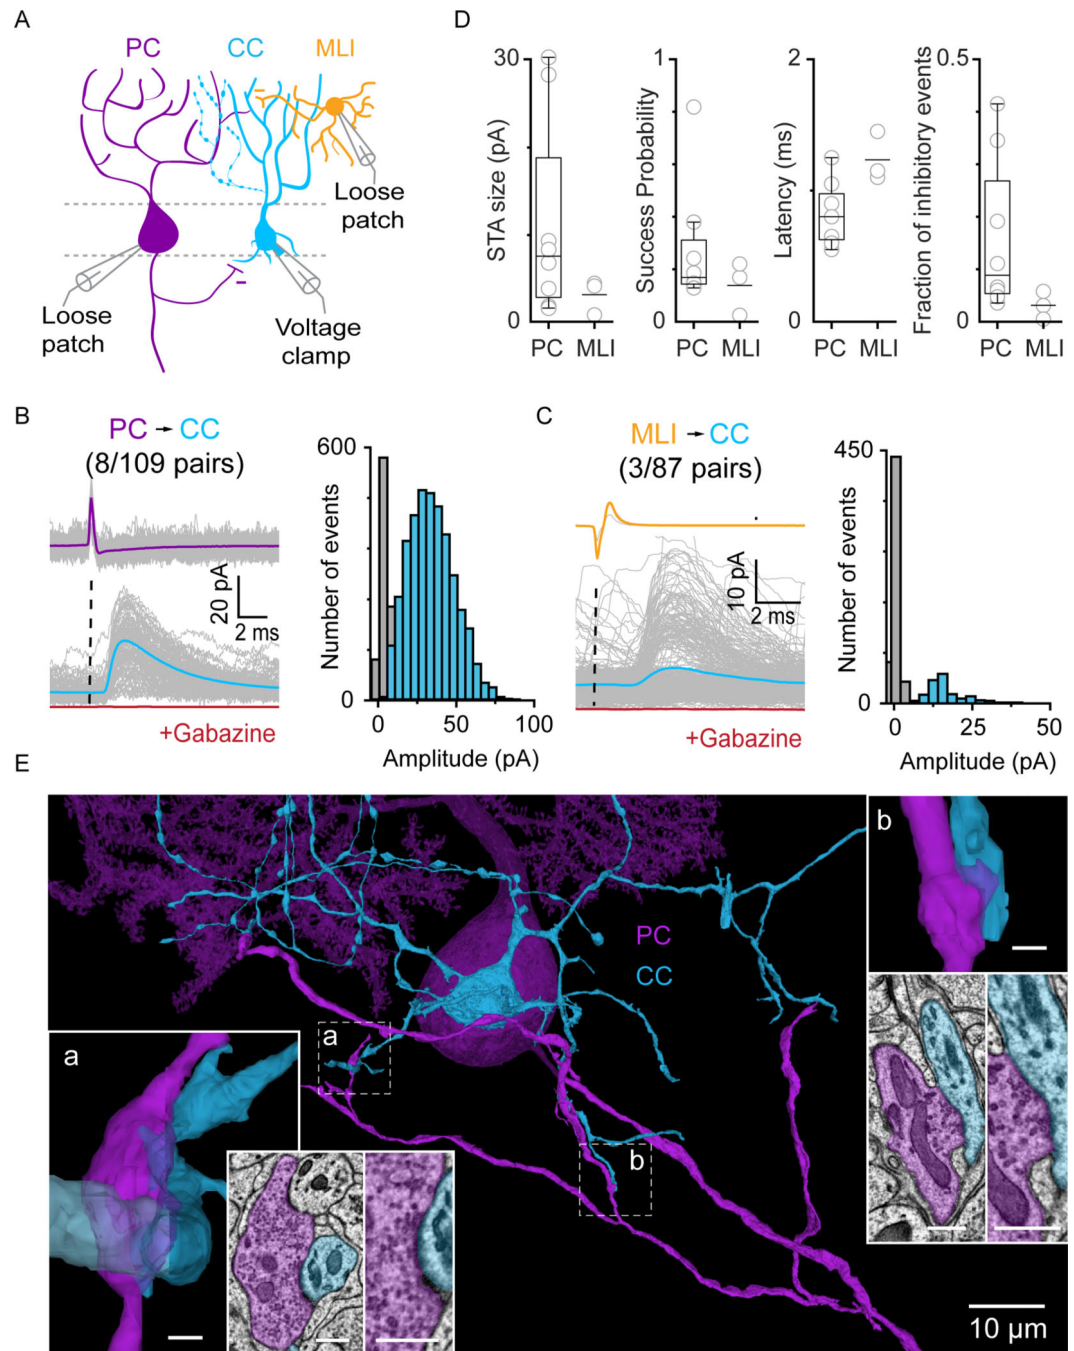 A
PC
CC
MLI
Loose
patch
Loose
patch
Voltage
clamp
D
STA size (pA)
30
0
PC
MLI
Success Probability
1
0
PC
MLI
Latency (ms)
2
0
PC
MLI
Fraction of inhibitory events
0.5
0
PC
MLI
B
PC → CC
(8/109 pairs)
20 pA
2 ms
+Gabazine
Number of events
600
0
0
50
100
Amplitude (pA)
C
MLI → CC
(3/87 pairs)
10 pA
2 ms
+Gabazine
Number of events
450
0
0
25
50
Amplitude (pA)
E
PC
CC
a
b
a
b
10 µm